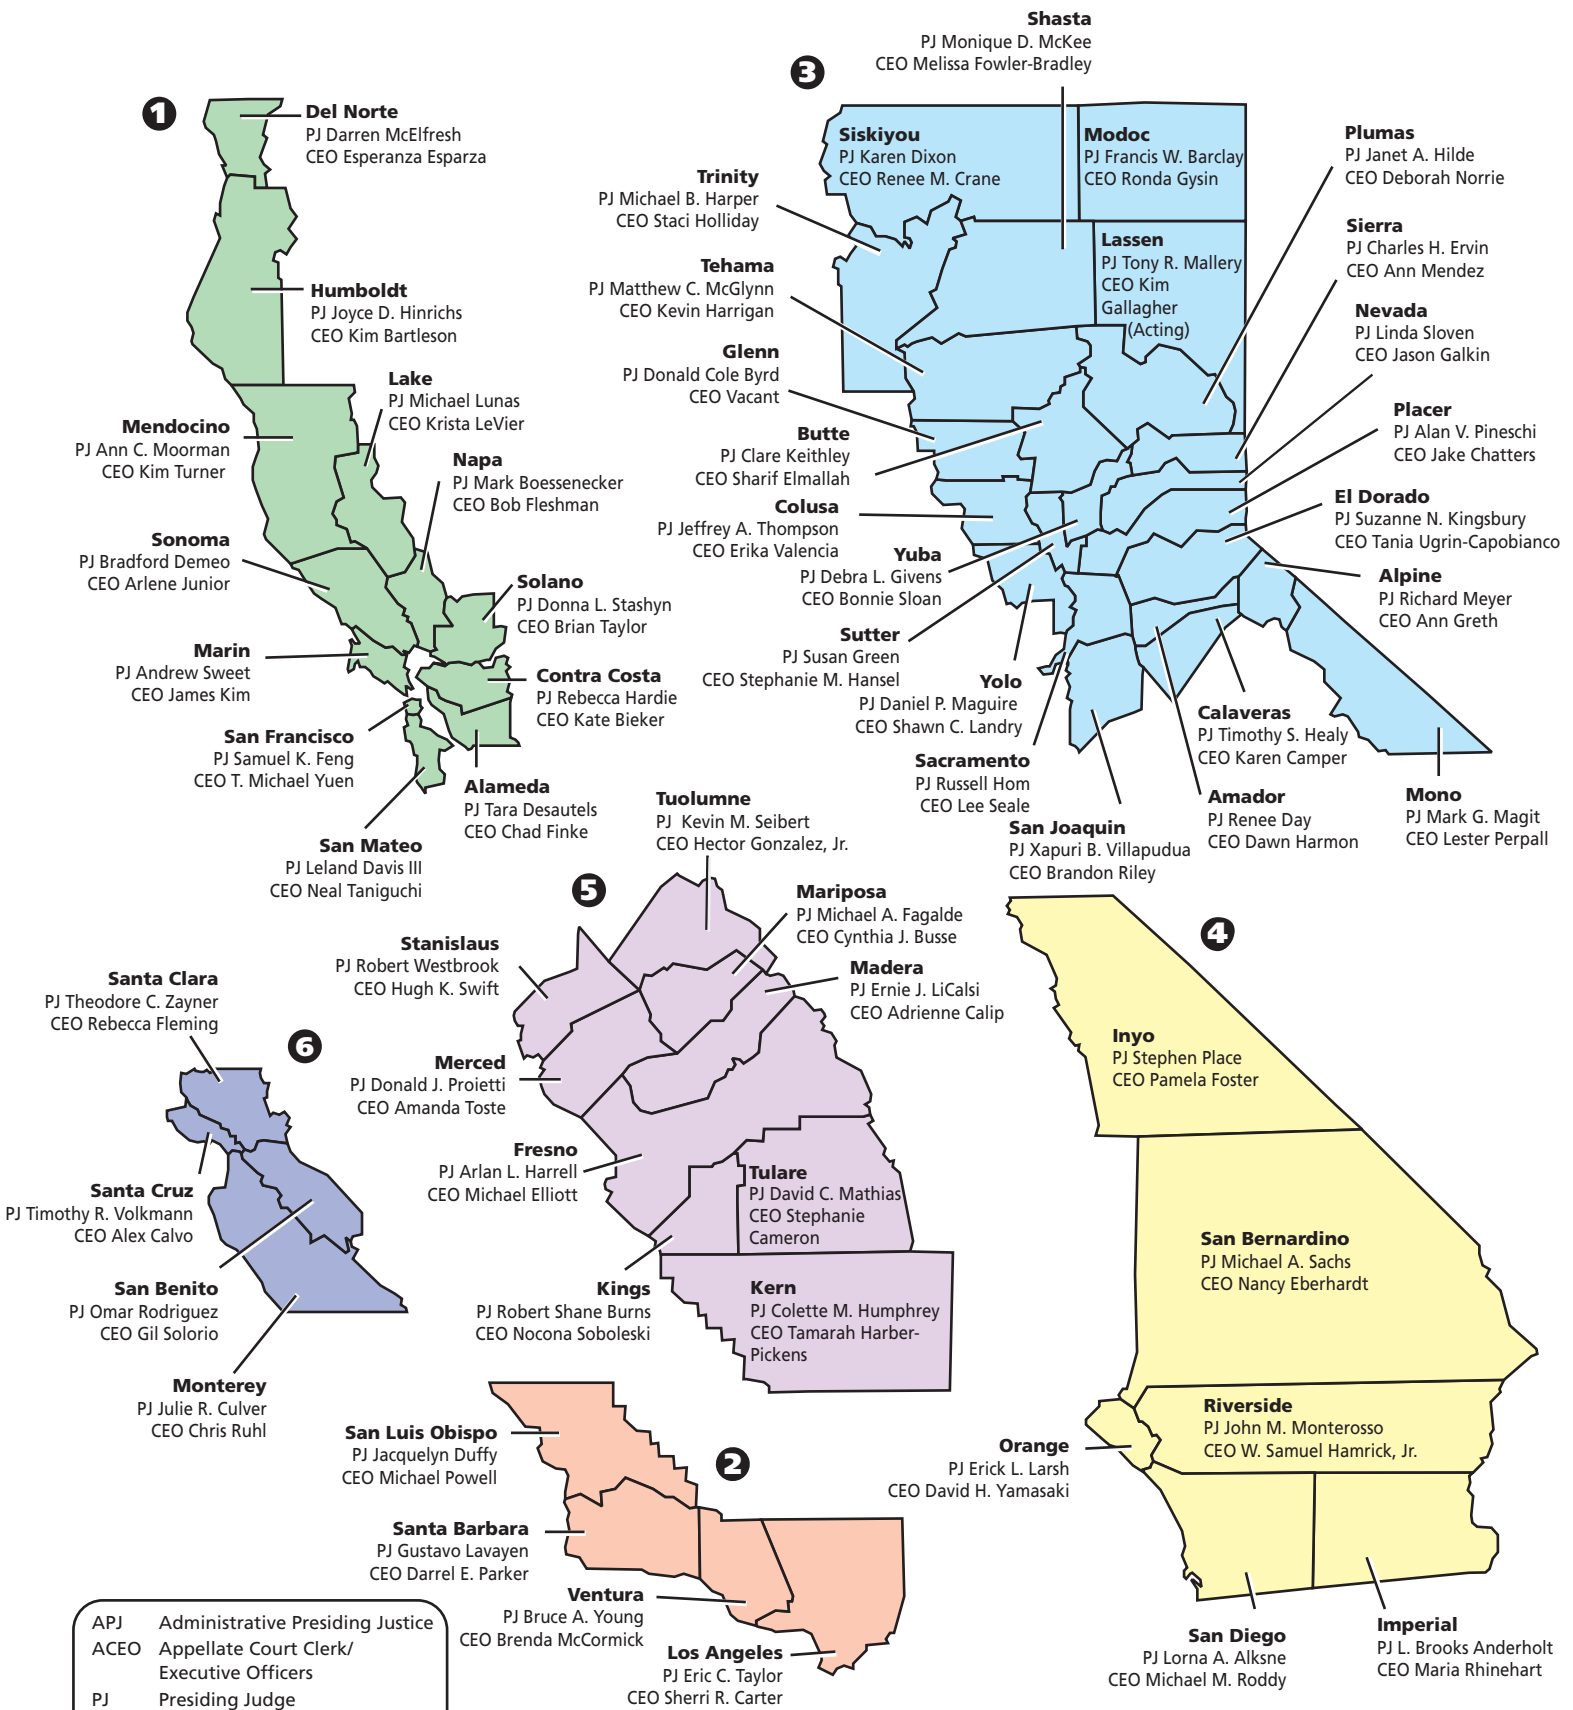 1
Del Norte
PJ Darren McElfresh
CEO Esperanza Esparza
Humboldt
PJ Joyce D. Hinrichs
CEO Kim Bartleson
Lake
PJ Michael Lunas
CEO Krista LeVier
Mendocino
PJ Ann C. Moorman
CEO Kim Turner
Napa
PJ Mark Boessenecker
CEO Bob Fleshman
Sonoma
PJ Bradford Demeo
CEO Arlene Junior
Solano
PJ Donna L. Stashyn
CEO Brian Taylor
Marin
PJ Andrew Sweet
CEO James Kim
Contra Costa
PJ Rebecca Hardie
CEO Kate Bieker
San Francisco
PJ Samuel K. Feng
CEO T. Michael Yuen
Alameda
PJ Tara Desautels
CEO Chad Finke
San Mateo
PJ Leland Davis III
CEO Neal Taniguchi
3
Shasta
PJ Monique D. McKee
CEO Melissa Fowler-Bradley
Siskiyou
PJ Karen Dixon
CEO Renee M. Crane
Modoc
PJ Francis W. Barclay
CEO Ronda Gysin
Plumas
PJ Janet A. Hilde
CEO Deborah Norrie
Trinity
PJ Michael B. Harper
CEO Staci Holliday
Sierra
PJ Charles H. Ervin
CEO Ann Mendez
Lassen
PJ Tony R. Mallery
CEO Kim
Gallagher
(Acting)
Tehama
PJ Matthew C. McGlynn
CEO Kevin Harrigan
Nevada
PJ Linda Sloven
CEO Jason Galkin
Glenn
PJ Donald Cole Byrd
CEO Vacant
Placer
PJ Alan V. Pineschi
CEO Jake Chatters
Butte
PJ Clare Keithley
CEO Sharif Elmallah
El Dorado
PJ Suzanne N. Kingsbury
CEO Tania Ugrin-Capobianco
Colusa
PJ Jeffrey A. Thompson
CEO Erika Valencia
Yuba
PJ Debra L. Givens
CEO Bonnie Sloan
Alpine
PJ Richard Meyer
CEO Ann Greth
Sutter
PJ Susan Green
CEO Stephanie M. Hansel
Yolo
PJ Daniel P. Maguire
CEO Shawn C. Landry
Calaveras
PJ Timothy S. Healy
CEO Karen Camper
Sacramento
PJ Russell Hom
CEO Lee Seale
Amador
PJ Renee Day
CEO Dawn Harmon
Mono
PJ Mark G. Magit
CEO Lester Perpall
San Joaquin
PJ Xapuri B. Villapudua
CEO Brandon Riley
5
Tuolumne
PJ Kevin M. Seibert
CEO Hector Gonzalez, Jr.
Mariposa
PJ Michael A. Fagalde
CEO Cynthia J. Busse
Stanislaus
PJ Robert Westbrook
CEO Hugh K. Swift
Madera
PJ Ernie J. LiCalsi
CEO Adrienne Calip
Merced
PJ Donald J. Proietti
CEO Amanda Toste
Fresno
PJ Arlan L. Harrell
CEO Michael Elliott
Tulare
PJ David C. Mathias
CEO Stephanie
Cameron
Kings
PJ Robert Shane Burns
CEO Nocona Soboleski
Kern
PJ Colette M. Humphrey
CEO Tamarah Harber-
Pickens
4
Inyo
PJ Stephen Place
CEO Pamela Foster
San Bernardino
PJ Michael A. Sachs
CEO Nancy Eberhardt
Riverside
PJ John M. Monterosso
CEO W. Samuel Hamrick, Jr.
Orange
PJ Erick L. Larsh
CEO David H. Yamasaki
San Diego
PJ Lorna A. Alksne
CEO Michael M. Roddy
Imperial
PJ L. Brooks Anderholt
CEO Maria Rhinehart
6
Santa Clara
PJ Theodore C. Zayner
CEO Rebecca Fleming
Santa Cruz
PJ Timothy R. Volkmann
CEO Alex Calvo
San Benito
PJ Omar Rodriguez
CEO Gil Solorio
Monterey
PJ Julie R. Culver
CEO Chris Ruhl
2
San Luis Obispo
PJ Jacquelyn Duffy
CEO Michael Powell
Santa Barbara
PJ Gustavo Lavayen
CEO Darrel E. Parker
Ventura
PJ Bruce A. Young
CEO Brenda McCormick
Los Angeles
PJ Eric C. Taylor
CEO Sherri R. Carter
APJ Administrative Presiding Justice
ACEO Appellate Court Clerk/
Executive Officers
PJ Presiding Judge